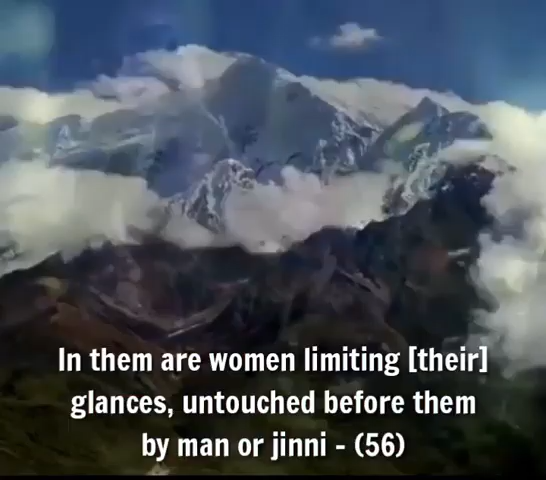 In them are women limiting [their]
glances, untouched before them
by man or jinni - (56)